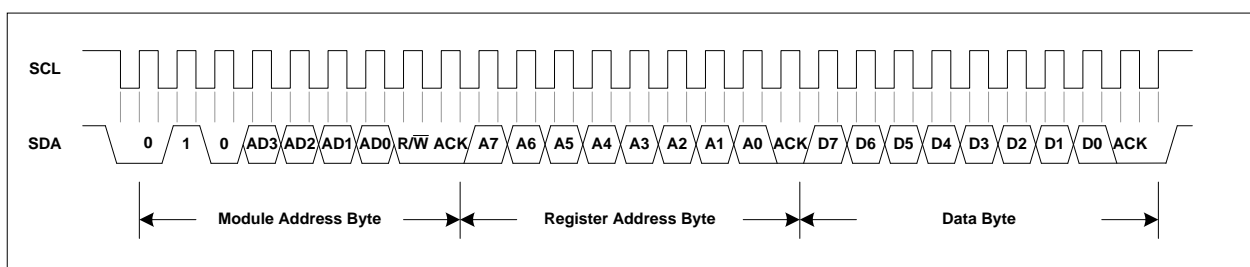 SCL
SDA 0 1 0 AD3 AD2 AD1 AD0 R/W̅ ACK A7 A6 A5 A4 A3 A2 A1 A0 ACK D7 D6 D5 D4 D3 D2 D1 D0 ACK
Module Address Byte Register Address Byte Data Byte